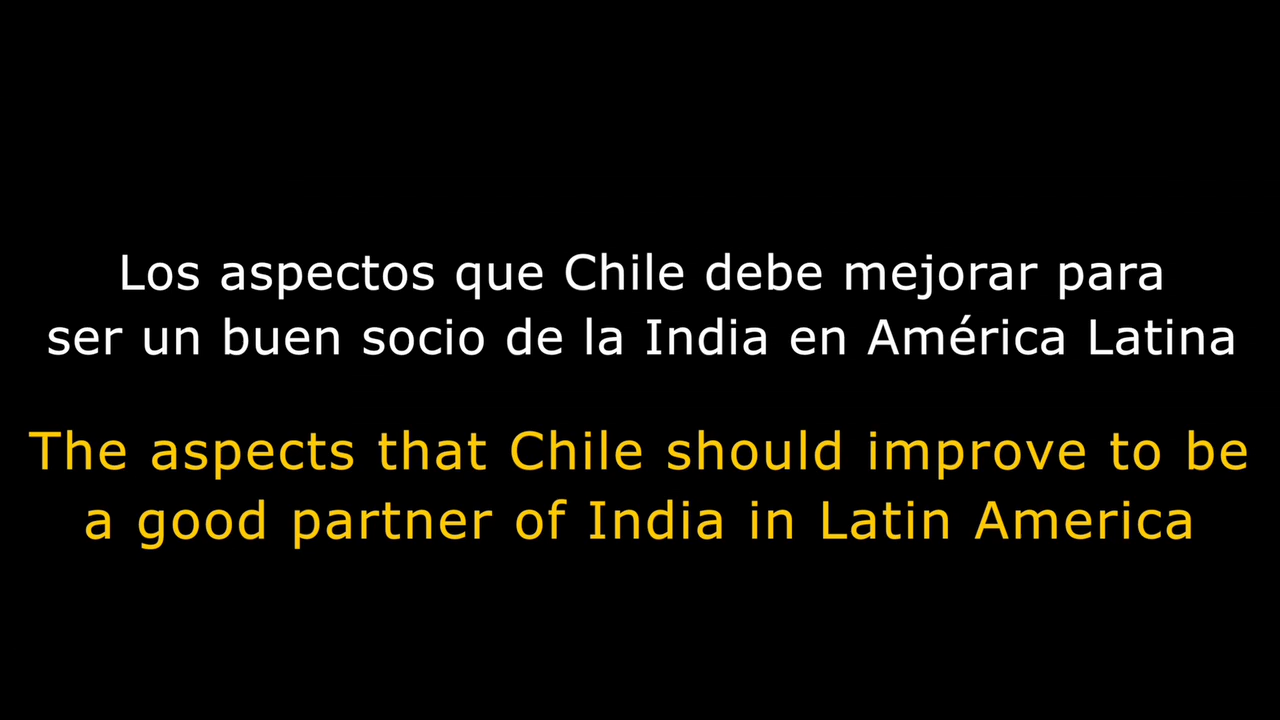 Los aspectos que Chile debe mejorar para
ser un buen socio de la India en América Latina
The aspects that Chile should improve to be
a good partner of India in Latin America